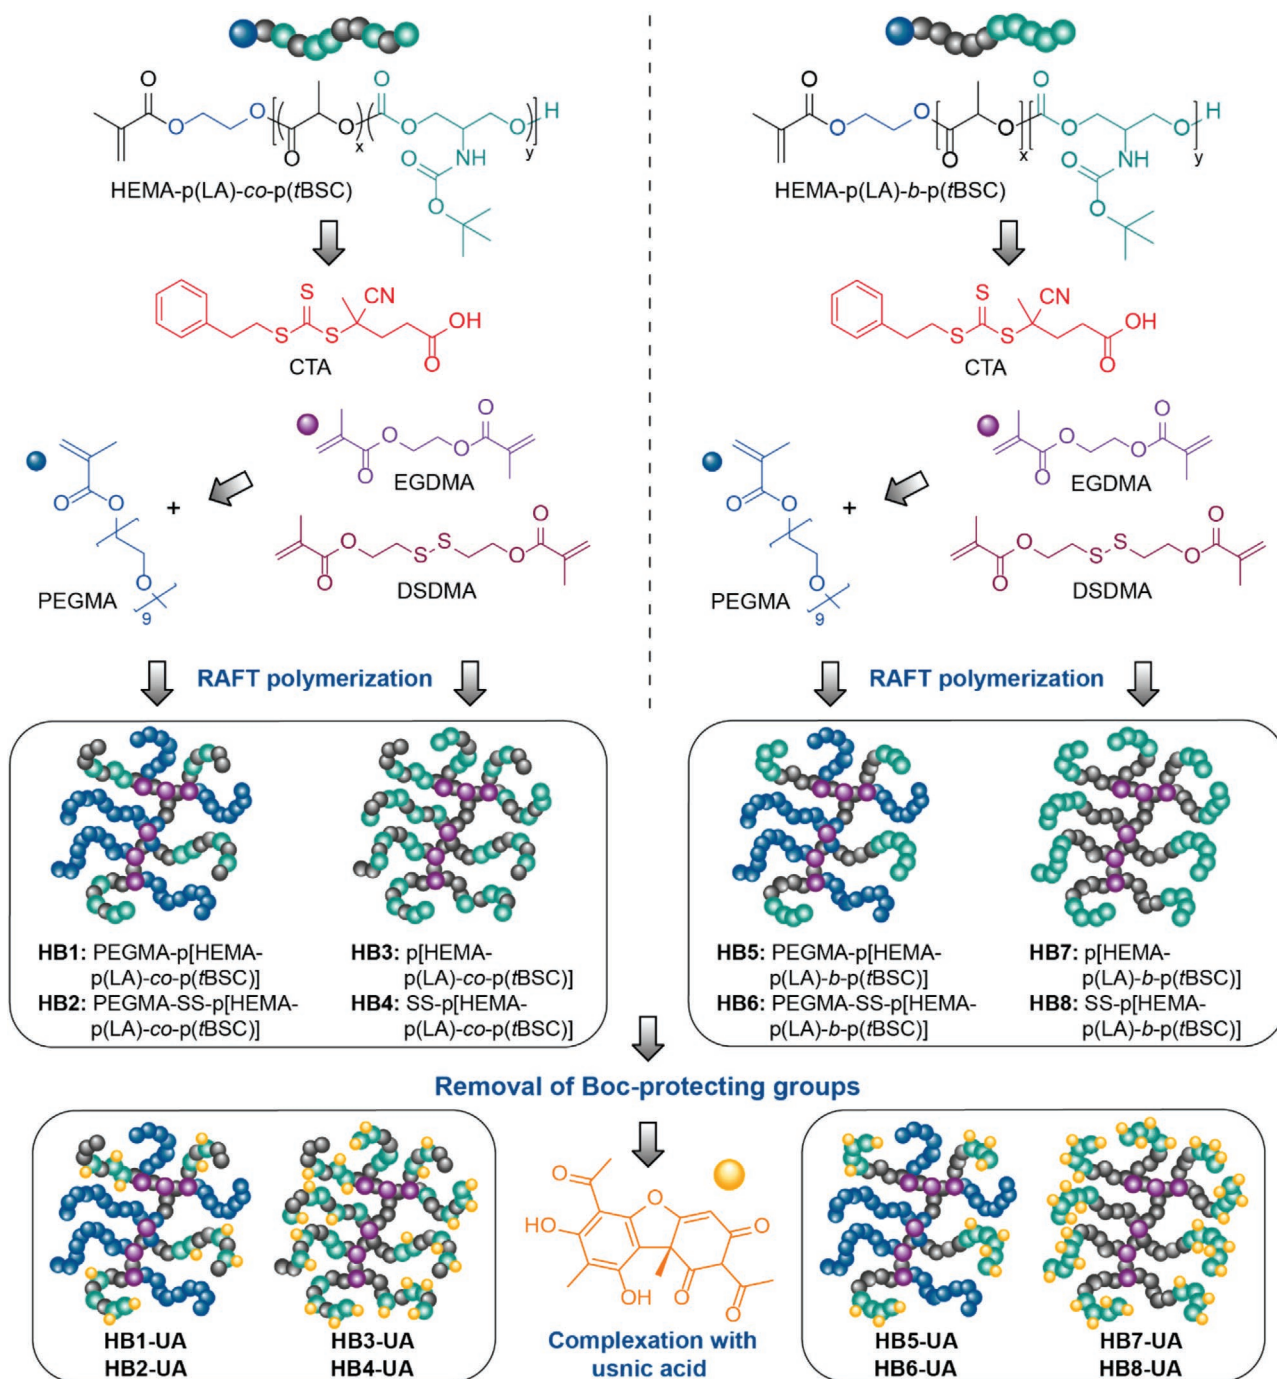 HEMA-p(LA)-co-p(tBSC)
HEMA-p(LA)-b-p(tBSC)
O
O
O
O
O
x
O
O
O
O
H
y
NH
O
O
O
O
O
O
O
x
O
O
O
O
H
y
NH
O
O
S
S
S
CN
OH
O
CTA
S
S
S
CN
OH
O
CTA
O
O
O
O
EGDMA
O
O
O
O
EGDMA
O
O
O
9
PEGMA
+
O
O
S
S
O
O
DSDMA
O
O
O
9
PEGMA
+
O
O
S
S
O
O
DSDMA
RAFT polymerization
RAFT polymerization
HB1: PEGMA-p[HEMA-
p(LA)-co-p(tBSC)]
HB2: PEGMA-SS-p[HEMA-
p(LA)-co-p(tBSC)]
HB3: p[HEMA-
p(LA)-co-p(tBSC)]
HB4: SS-p[HEMA-
p(LA)-co-p(tBSC)]
HB5: PEGMA-p[HEMA-
p(LA)-b-p(tBSC)]
HB6: PEGMA-SS-p[HEMA-
p(LA)-b-p(tBSC)]
HB7: p[HEMA-
p(LA)-b-p(tBSC)]
HB8: SS-p[HEMA-
p(LA)-b-p(tBSC)]
Removal of Boc-protecting groups
O
O
HO
O
OH
O
O
Complexation with
usnic acid
HB1-UA
HB2-UA
HB3-UA
HB4-UA
HB5-UA
HB6-UA
HB7-UA
HB8-UA